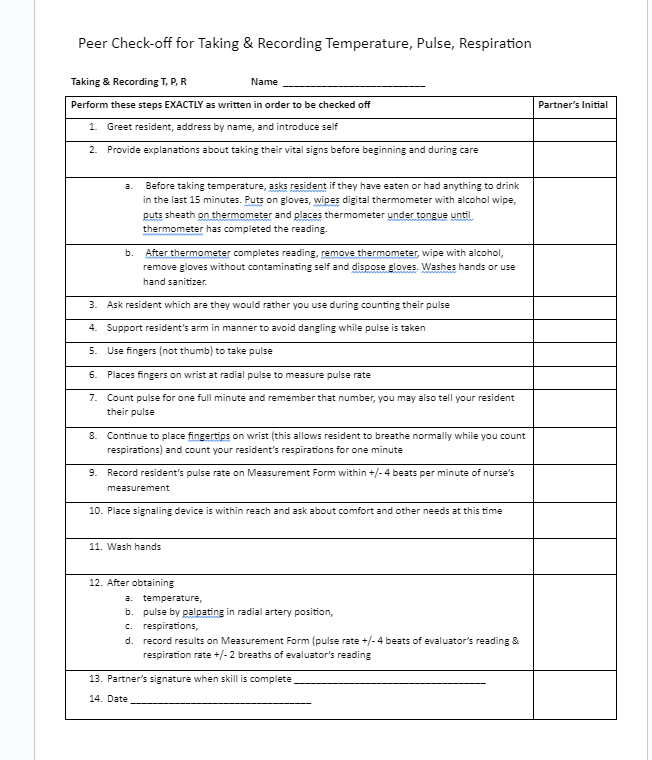 Peer Check-off for Taking & Recording Temperature, Pulse, Respiration
Taking & Recording T, P, R Name ___________________________
Perform these steps EXACTLY as written in order to be checked off Partner's Initial
1. Greet resident, address by name, and introduce self
2. Provide explanations about taking their vital signs before beginning and during care
a. Before taking temperature, asks resident if they have eaten or had anything to drink
in the last 15 minutes. Puts on gloves, wipes digital thermometer with alcohol wipe,
puts sheath on thermometer and places thermometer under tongue until
thermometer has completed the reading.
b. After thermometer completes reading, remove thermometer, wipe with alcohol,
remove gloves without contaminating self and dispose gloves. Washes hands or use
hand sanitizer.
3. Ask resident which are they would rather you use during counting their pulse
4. Support resident's arm in manner to avoid dangling while pulse is taken
5. Use fingers (not thumb) to take pulse
6. Places fingers on wrist at radial pulse to measure pulse rate
7. Count pulse for one full minute and remember that number, you may also tell your resident
their pulse
8. Continue to place fingertips on wrist (this allows resident to breathe normally while you count
respirations) and count your resident's respirations for one minute
9. Record resident's pulse rate on Measurement Form within +/- 4 beats per minute of nurse's
measurement
10. Place signaling device is within reach and ask about comfort and other needs at this time
11. Wash hands
12. After obtaining
a. temperature,
b. pulse by palpating in radial artery position,
c. respirations,
d. record results on Measurement Form (pulse rate +/- 4 beats of evaluator's reading &
respiration rate +/- 2 breaths of evaluator's reading
13. Partner's signature when skill is complete ____________________________________
14. Date __________________________________